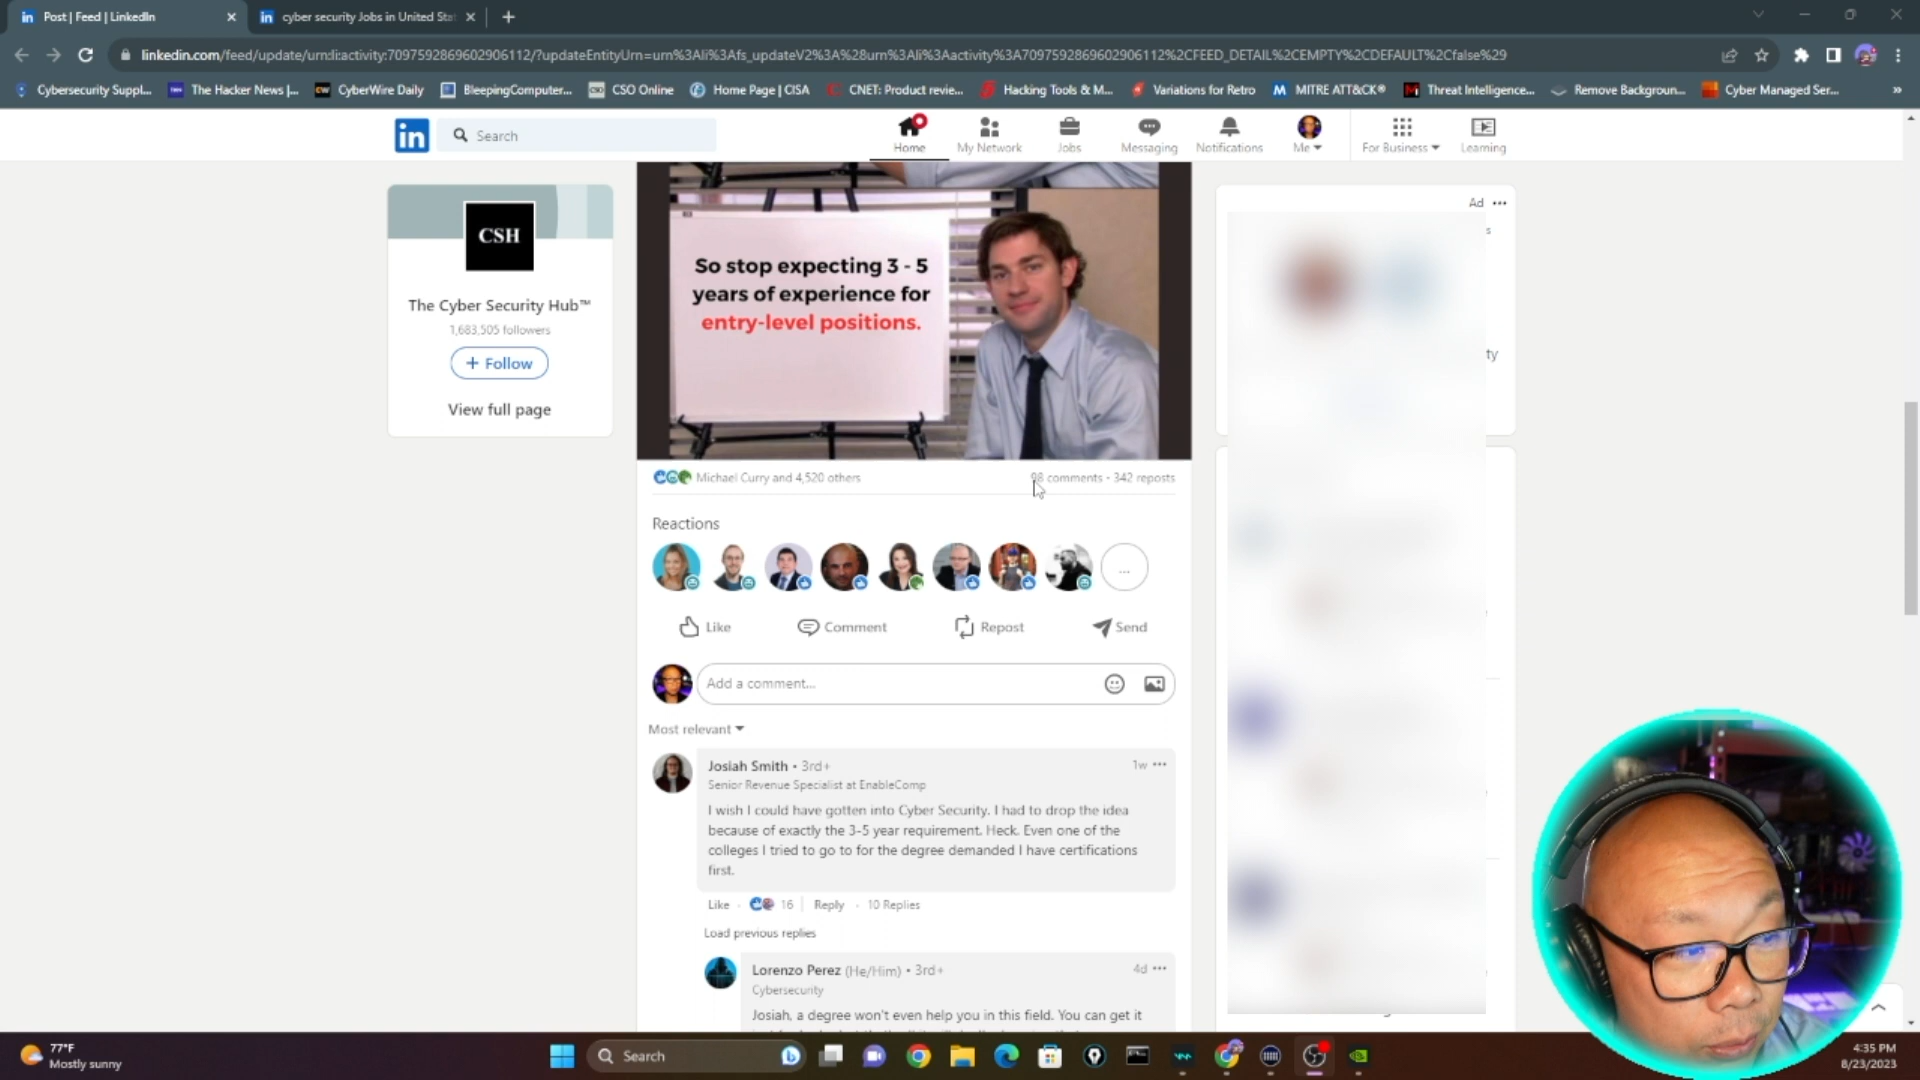 Post | Feed | LinkedIn
cyber security Jobs in United Sta
linkedin.com/feed/update/urn:li:activity:7097592869602906112/?updateEntityUrn=urn%3Ali%3Afs_updateV2%3A%28urn%3Ali%3Aactivity%3A7097592869602906112%2CFEED_DETAIL%2CEMPTY%2CDEFAULT%2Cfalse%29
Cybersecurity Suppl...
The Hacker News |...
CyberWire Daily
BleepingComputer...
CSO Online
Home Page | CISA
CNET: Product revie...
Hacking Tools & M...
Variations for Retro
MITRE ATT&CK®
Threat Intelligence...
Remove Backgroun...
Cyber Managed Ser...
Search
Home
My Network
Jobs
Messaging
Notifications
Me
For Business
Learning
CSH
The Cyber Security Hub™
1,683,505 followers
+ Follow
View full page
So stop expecting 3 - 5
years of experience for
entry-level positions.
Ad
Michael Curry and 4,520 others
98 comments • 342 reposts
Reactions
Like
Comment
Repost
Send
Add a comment...
Most relevant
Josiah Smith • 3rd+
1w
Senior Revenue Specialist at EnableComp
I wish I could have gotten into Cyber Security. I had to drop the idea
because of exactly the 3-5 year requirement. Heck. Even one of the
colleges I tried to go to for the degree demanded I have certifications
first.
Like
16
Reply
10 Replies
Load previous replies
Lorenzo Perez (He/Him) • 3rd+
4d
Cybersecurity
Josiah, a degree won't even help you in this field. You can get it
77°F
Mostly sunny
Search
4:35 PM
8/23/2023